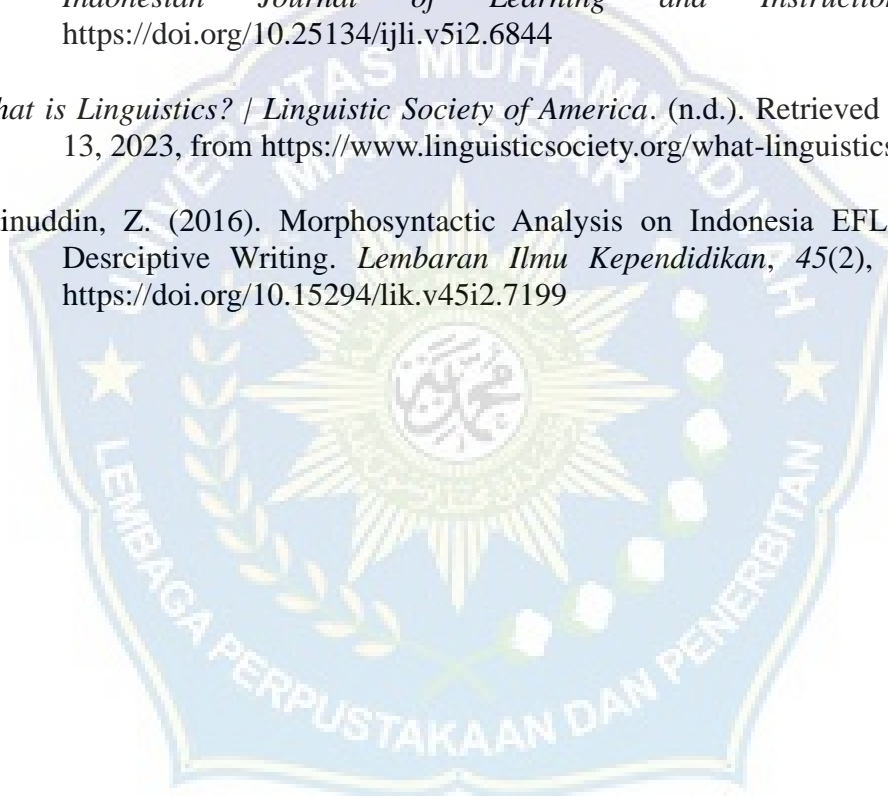 Indonesian Journal of Learning and Instruction
https://doi.org/10.25134/ijli.v5i2.6844
hat is Linguistics? | Linguistic Society of America. (n.d.). Retrieved
13, 2023, from https://www.linguisticsociety.org/what-linguistics
inuddin, Z. (2016). Morphosyntactic Analysis on Indonesia EFL
Desrciptive Writing. Lembaran Ilmu Kependidikan, 45(2),
https://doi.org/10.15294/lik.v45i2.7199
UNIVERSITAS MUHAMMADIYAH
MAKASSAR
LEMBAGA PERPUSTAKAAN DAN PENERBITAN